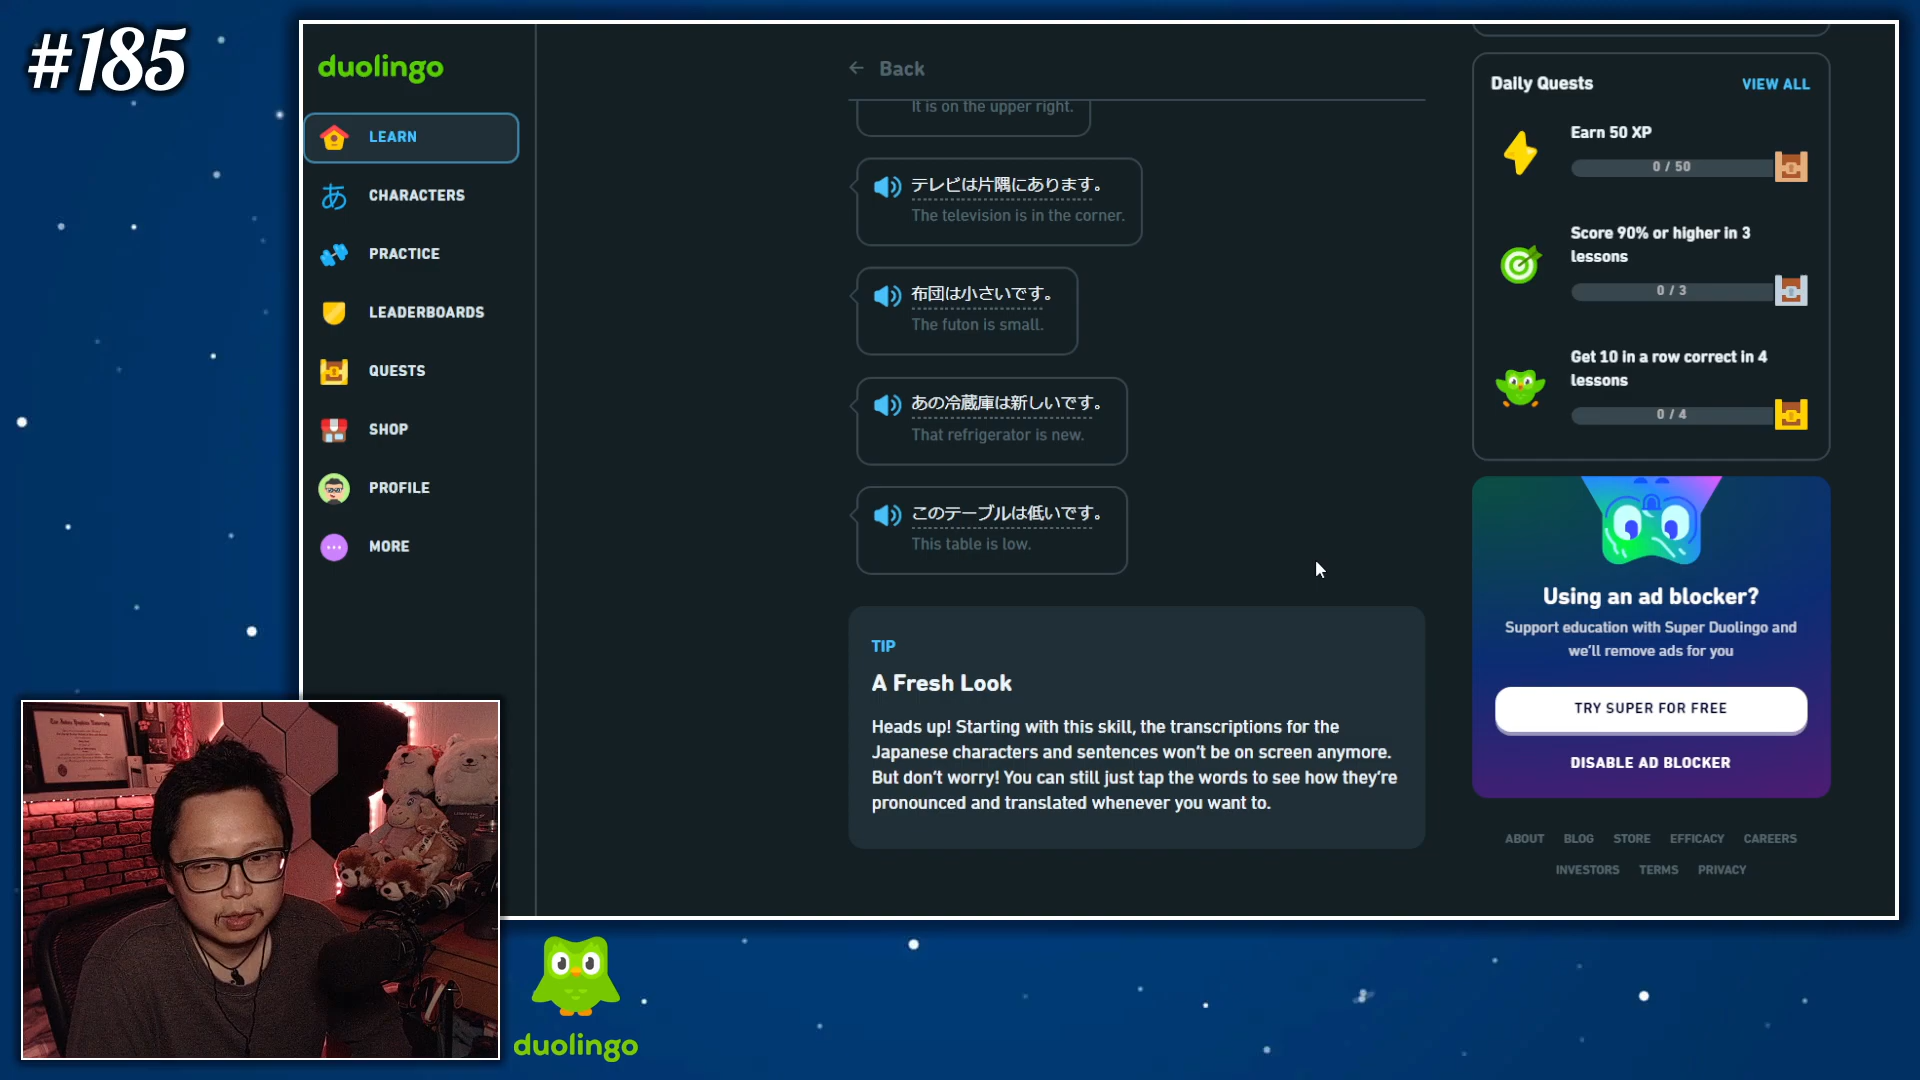 #185
duolingo
LEARN
CHARACTERS
PRACTICE
LEADERBOARDS
QUESTS
SHOP
PROFILE
MORE
Back
It is on the upper right.
テレビは片隅にあります。
The television is in the corner.
布団は小さいです。
The futon is small.
あの冷蔵庫は新しいです。
That refrigerator is new.
このテーブルは低いです。
This table is low.
TIP
A Fresh Look
Heads up! Starting with this skill, the transcriptions for the
Japanese characters and sentences won't be on screen anymore.
But don't worry! You can still just tap the words to see how they're
pronounced and translated whenever you want to.
Daily Quests
VIEW ALL
Earn 50 XP
0 / 50
Score 90% or higher in 3
lessons
0 / 3
Get 10 in a row correct in 4
lessons
0 / 4
Using an ad blocker?
Support education with Super Duolingo and
we'll remove ads for you
TRY SUPER FOR FREE
DISABLE AD BLOCKER
ABOUT BLOG STORE EFFICACY CAREERS
INVESTORS TERMS PRIVACY
duolingo